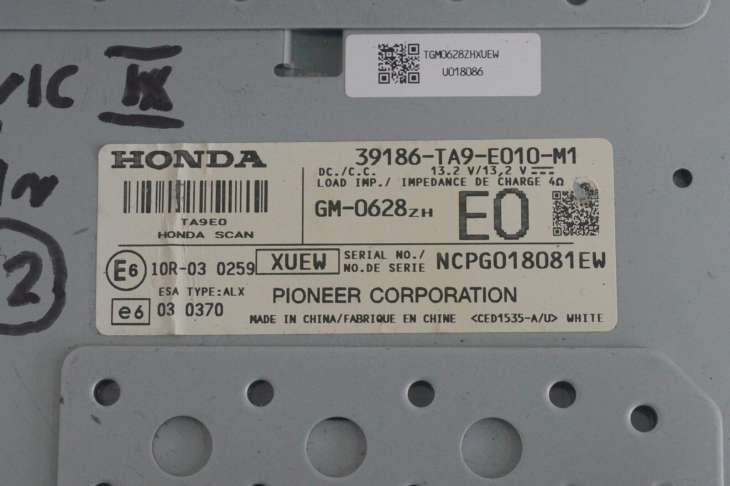 TGM0628ZHXUEW
U018086
VIC IX
2
HONDA
39186-TA9-E010-M1
DC./C.C. 13.2 V/13,2 V
LOAD IMP./ IMPEDANCE DE CHARGE 4Ω
TA9E0
HONDA SCAN
GM-0628ZH
E0
E6 10R-03 0259
XUEW
SERIAL NO./
NO.DE SERIE
NCPG018081EW
ESA TYPE:ALX
e6 03 0370
PIONEER CORPORATION
MADE IN CHINA/FABRIQUE EN CHINE <CED1535-A/U> WHITE